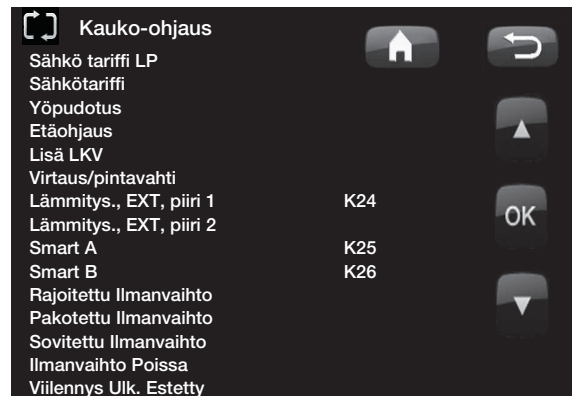 Kauko-ohjaus
Sähkö tariffi LP
Sähkötariffi
Yöpudotus
Etäohjaus
Lisä LKV
Virtaus/pintavahti
Lämmitys., EXT, piiri 1 K24
Lämmitys., EXT, piiri 2
OK
Smart A K25
Smart B K26
Rajoitettu Ilmanvaihto
Pakotettu Ilmanvaihto
Sovitettu Ilmanvaihto
Ilmanvaihto Poissa
Viilennys Ulk. Estetty